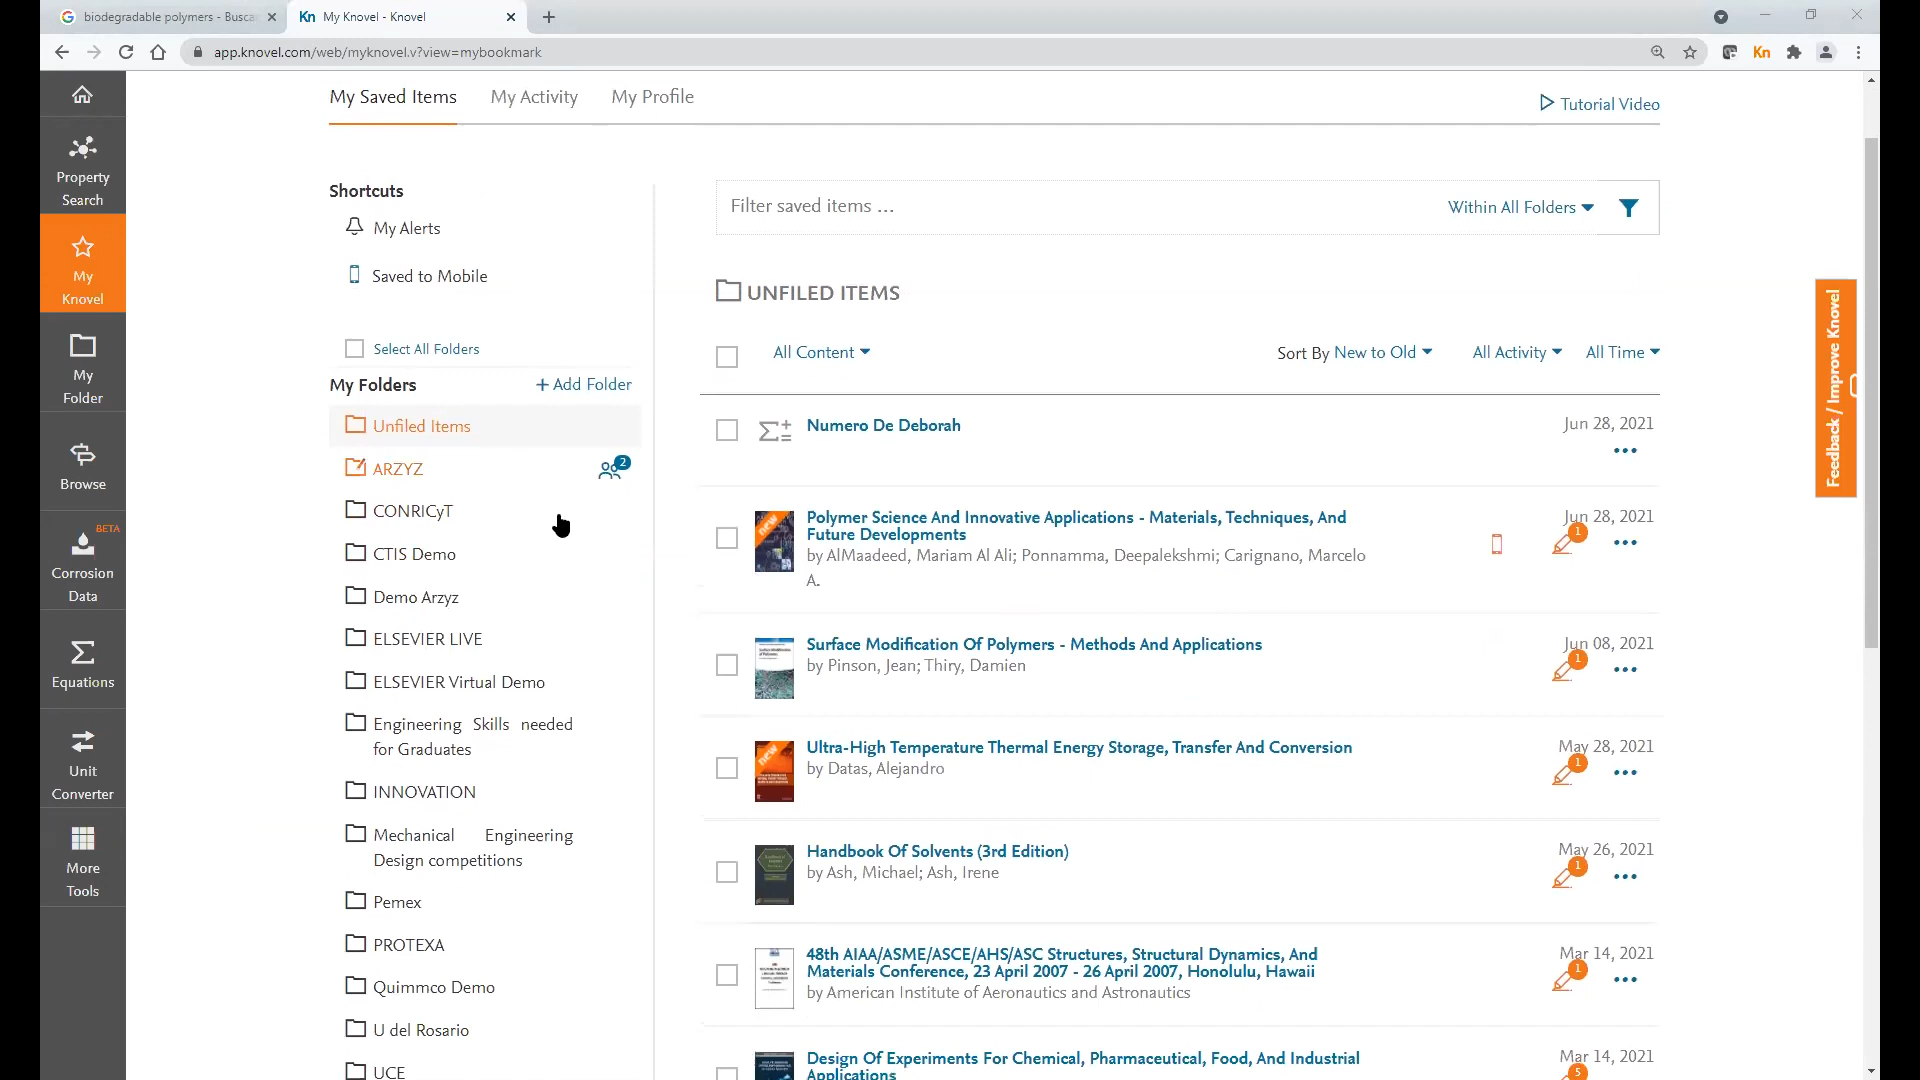 biodegradable polymers - Busca
Kn My Knovel - Knovel
app.knovel.com/web/myknovel.v?view=mybookmark
Kn
Property
Search
My
Knovel
My
Folder
Browse
BETA
Corrosion
Data
Equations
Unit
Converter
More
Tools
My Saved Items
My Activity
My Profile
Tutorial Video
Shortcuts
My Alerts
Saved to Mobile
Select All Folders
My Folders
+ Add Folder
Unfiled Items
ARZYZ
2
CONRICyT
CTIS Demo
Demo Arzyz
ELSEVIER LIVE
ELSEVIER Virtual Demo
Engineering Skills needed
for Graduates
INNOVATION
Mechanical Engineering
Design competitions
Pemex
PROTEXA
Quimmco Demo
U del Rosario
UCE
Filter saved items ...
Within All Folders
UNFILED ITEMS
All Content
Sort By New to Old
All Activity
All Time
Numero De Deborah
Jun 28, 2021
new
Polymer Science And Innovative Applications - Materials, Techniques, And
Future Developments
by AlMaadeed, Mariam Al Ali; Ponnamma, Deepalekshmi; Carignano, Marcelo
A.
Jun 28, 2021
1
Surface Modification Of Polymers - Methods And Applications
by Pinson, Jean; Thiry, Damien
Jun 08, 2021
1
new
Ultra-High Temperature Thermal Energy Storage, Transfer And Conversion
by Datas, Alejandro
May 28, 2021
1
Handbook Of Solvents (3rd Edition)
by Ash, Michael; Ash, Irene
May 26, 2021
1
48th AIAA/ASME/ASCE/AHS/ASC Structures, Structural Dynamics, And
Materials Conference, 23 April 2007 - 26 April 2007, Honolulu, Hawaii
by American Institute of Aeronautics and Astronautics
Mar 14, 2021
1
Design Of Experiments For Chemical, Pharmaceutical, Food, And Industrial
Applications
Mar 14, 2021
5
Feedback / Improve Knovel